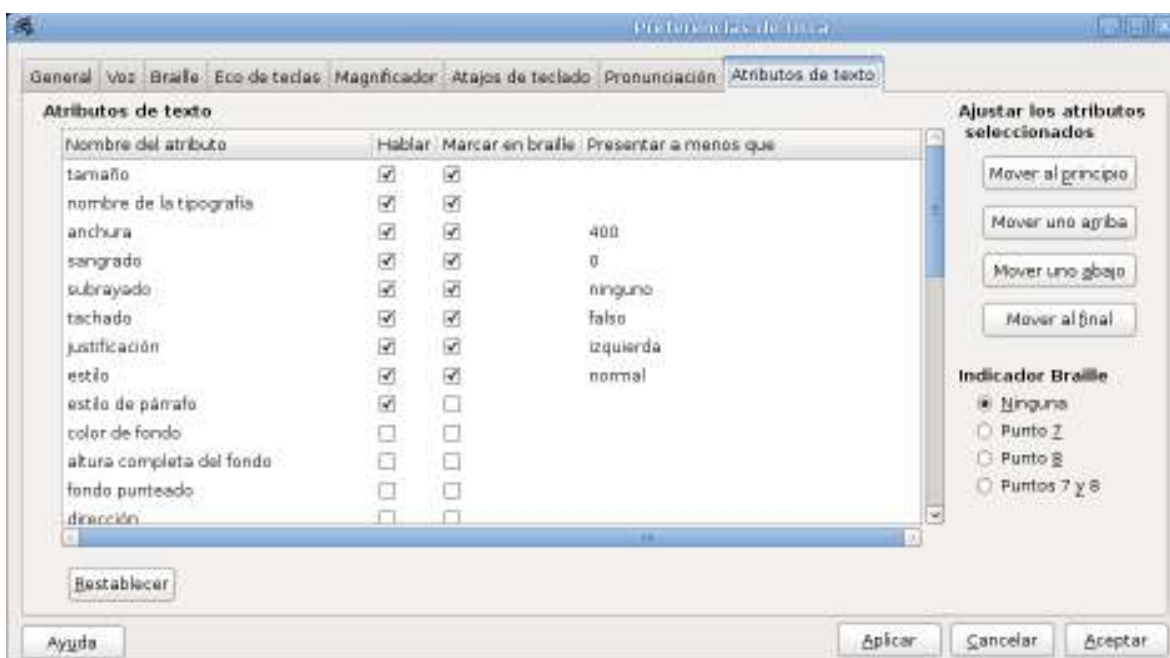 Preferencias de Orca
General Voz Braille Eco de teclas Magnificador Atajos de teclado Pronunciación Atributos de texto
Atributos de texto
Nombre del atributo Hablar Marcar en braille Presentar a menos que
tamaño
nombre de la tipografía
anchura 400
sangrado 0
subrayado ninguno
tachado falso
justificación izquierda
estilo normal
estilo de párrafo
color de fondo
altura completa del fondo
fondo punteado
dirección
Restablecer
Ajustar los atributos
seleccionados
Mover al principio
Mover uno arriba
Mover uno abajo
Mover al final
Indicador Braille
Ninguna
Punto 7
Punto 8
Puntos 7 y 8
Ayuda Aplicar Cancelar Aceptar